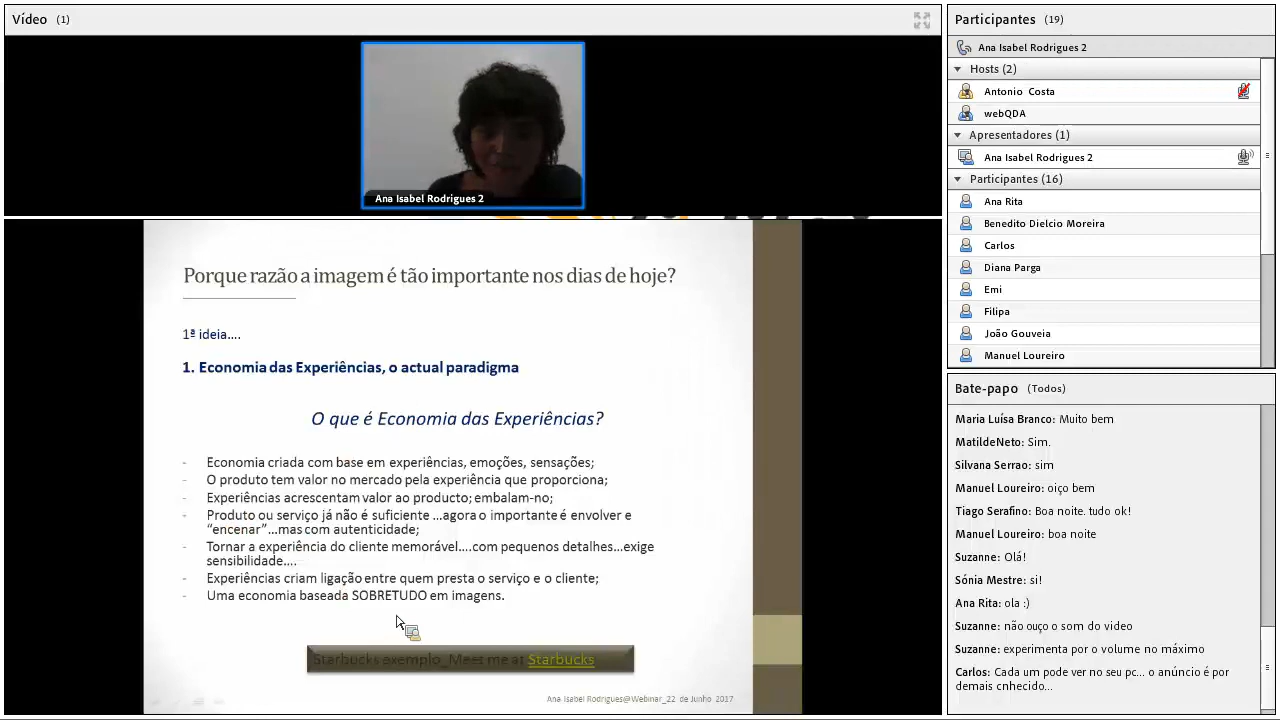 Vídeo (1)
Ana Isabel Rodrigues 2
Porque razão a imagem é tão importante nos dias de hoje?
1ª ideia....
1. Economia das Experiências, o actual paradigma
O que é Economia das Experiências?
- Economia criada com base em experiências, emoções, sensações;
- O produto tem valor no mercado pela experiência que proporciona;
- Experiências acrescentam valor ao producto; embalam-no;
- Produto ou serviço já não é suficiente ...agora o importante é envolver e
"encenar"...mas com autenticidade;
- Tornar a experiência do cliente memorável....com pequenos detalhes...exige
sensibilidade....
- Experiências criam ligação entre quem presta o serviço e o cliente;
- Uma economia baseada SOBRETUDO em imagens.
Starbucks exemplo_Meet me at Starbucks
Ana Isabel Rodrigues@Webinar_22 de Junho 2017
Participantes (19)
Ana Isabel Rodrigues 2
Hosts (2)
Antonio Costa
webQDA
Apresentadores (1)
Ana Isabel Rodrigues 2
Participantes (16)
Ana Rita
Benedito Dielcio Moreira
Carlos
Diana Parga
Emi
Filipa
João Gouveia
Manuel Loureiro
Bate-papo (Todos)
Maria Luísa Branco: Muito bem
MatildeNeto: Sim.
Silvana Serrao: sim
Manuel Loureiro: oiço bem
Tiago Serafino: Boa noite. tudo ok!
Manuel Loureiro: boa noite
Suzanne: Olá!
Sónia Mestre: si!
Ana Rita: ola :)
Suzanne: não ouço o som do video
Suzanne: experimenta por o volume no máximo
Carlos: Cada um pode ver no seu pc... o anúncio é por
demais cnhecido.